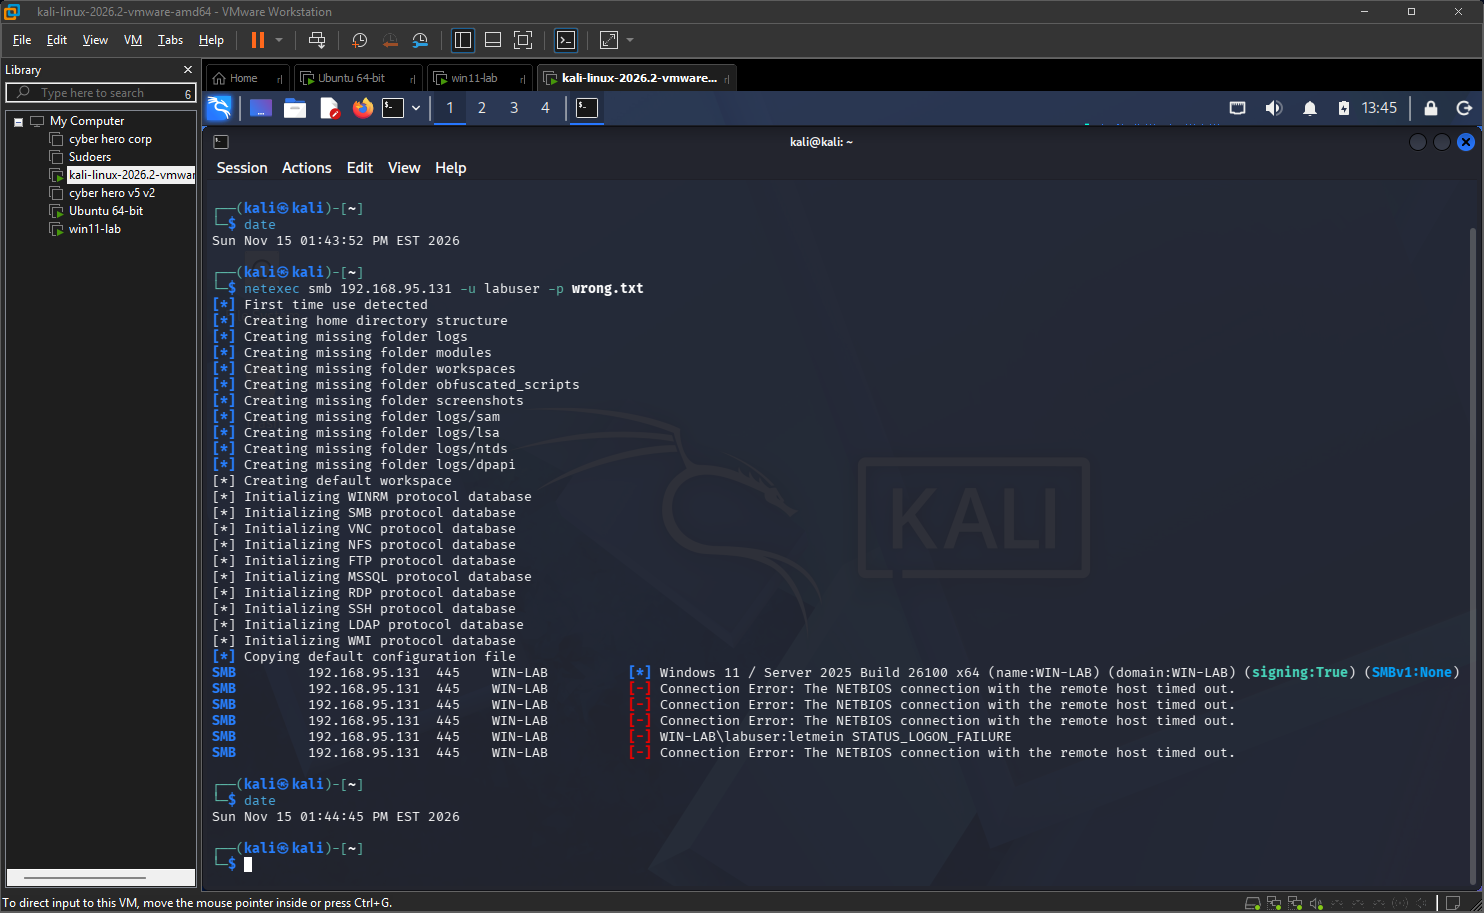 kali-linux-2026.2-vmware-amd64 - VMware Workstation
File Edit View VM Tabs Help
Library
Type here to search
My Computer
cyber hero corp
Sudoers
kali-linux-2026.2-vmwar
cyber hero v5 v2
Ubuntu 64-bit
win11-lab
Home Ubuntu 64-bit win11-lab kali-linux-2026.2-vmware...
1 2 3 4 13:45
kali@kali: ~
Session Actions Edit View Help
┌──(kali㉿kali)-[~]
└─$ date
Sun Nov 15 01:43:52 PM EST 2026
┌──(kali㉿kali)-[~]
└─$ netexec smb 192.168.95.131 -u labuser -p wrong.txt
[*] First time use detected
[*] Creating home directory structure
[*] Creating missing folder logs
[*] Creating missing folder modules
[*] Creating missing folder workspaces
[*] Creating missing folder obfuscated_scripts
[*] Creating missing folder screenshots
[*] Creating missing folder logs/sam
[*] Creating missing folder logs/lsa
[*] Creating missing folder logs/ntds
[*] Creating missing folder logs/dpapi
[*] Creating default workspace
[*] Initializing WINRM protocol database
[*] Initializing SMB protocol database
[*] Initializing VNC protocol database
[*] Initializing NFS protocol database
[*] Initializing FTP protocol database
[*] Initializing MSSQL protocol database
[*] Initializing RDP protocol database
[*] Initializing SSH protocol database
[*] Initializing LDAP protocol database
[*] Initializing WMI protocol database
[*] Copying default configuration file
SMB 192.168.95.131 445 WIN-LAB [*] Windows 11 / Server 2025 Build 26100 x64 (name:WIN-LAB) (domain:WIN-LAB) (signing:True) (SMBv1:None)
SMB 192.168.95.131 445 WIN-LAB [-] Connection Error: The NETBIOS connection with the remote host timed out.
SMB 192.168.95.131 445 WIN-LAB [-] Connection Error: The NETBIOS connection with the remote host timed out.
SMB 192.168.95.131 445 WIN-LAB [-] Connection Error: The NETBIOS connection with the remote host timed out.
SMB 192.168.95.131 445 WIN-LAB [-] WIN-LAB\labuser:letmein STATUS_LOGON_FAILURE
SMB 192.168.95.131 445 WIN-LAB [-] Connection Error: The NETBIOS connection with the remote host timed out.
┌──(kali㉿kali)-[~]
└─$ date
Sun Nov 15 01:44:45 PM EST 2026
┌──(kali㉿kali)-[~]
└─$
KALI
To direct input to this VM, move the mouse pointer inside or press Ctrl+G.